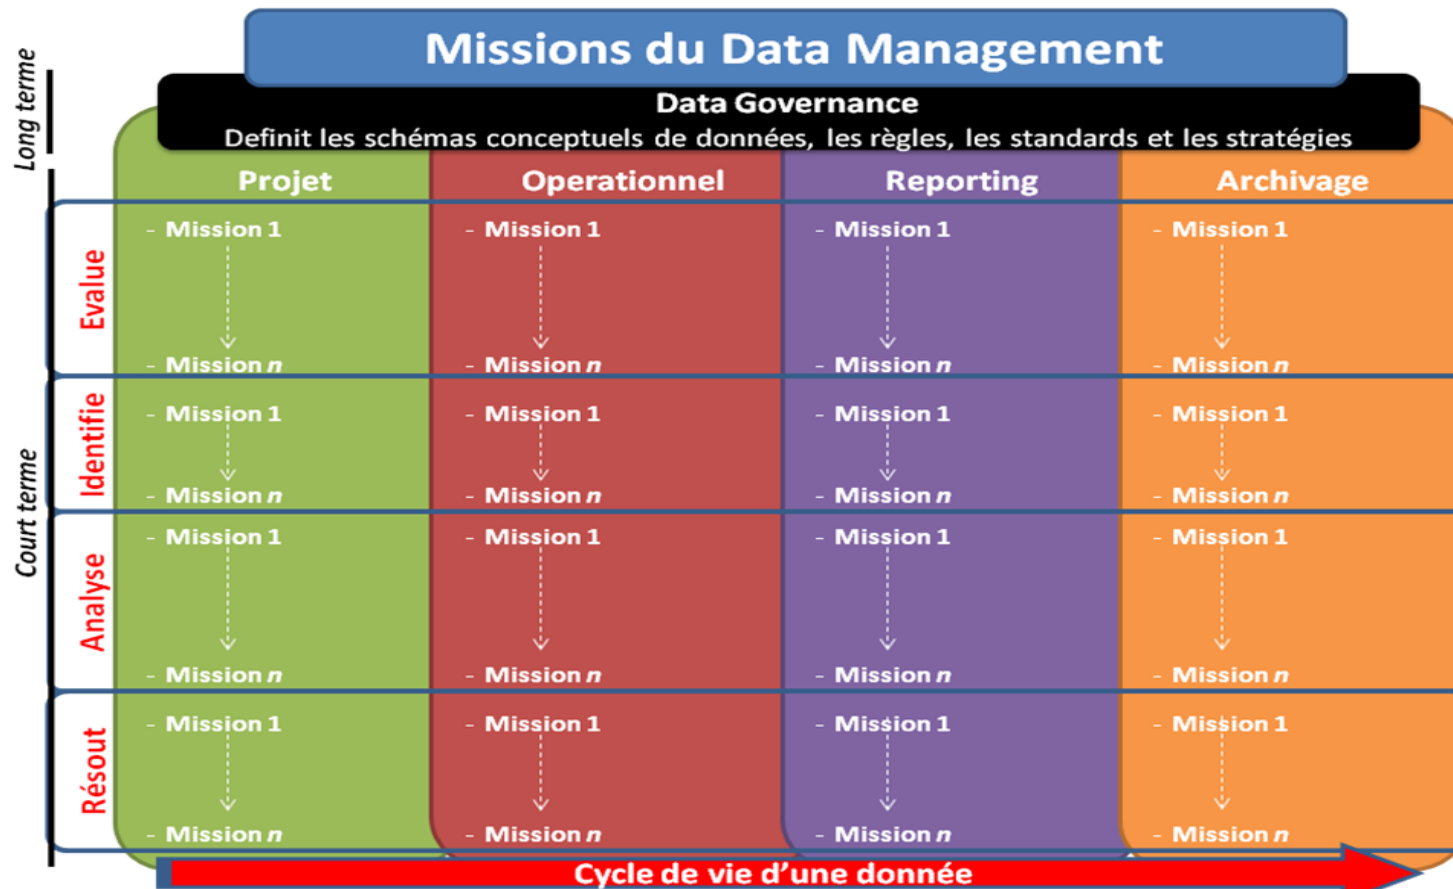 Missions du Data Management
Data Governance
Definit les schémas conceptuels de données, les règles, les standards et les stratégies
Long terme
Projet Operationnel Reporting Archivage
Court terme
Evalue
- Mission 1 - Mission 1 - Mission 1 - Mission 1
- Mission n - Mission n - Mission n - Mission n
Identifie
- Mission 1 - Mission 1 - Mission 1 - Mission 1
- Mission n - Mission n - Mission n - Mission n
Analyse
- Mission 1 - Mission 1 - Mission 1 - Mission 1
- Mission n - Mission n - Mission n - Mission n
Résout
- Mission 1 - Mission 1 - Mission 1 - Mission 1
- Mission n - Mission n - Mission n - Mission n
Cycle de vie d'une donnée